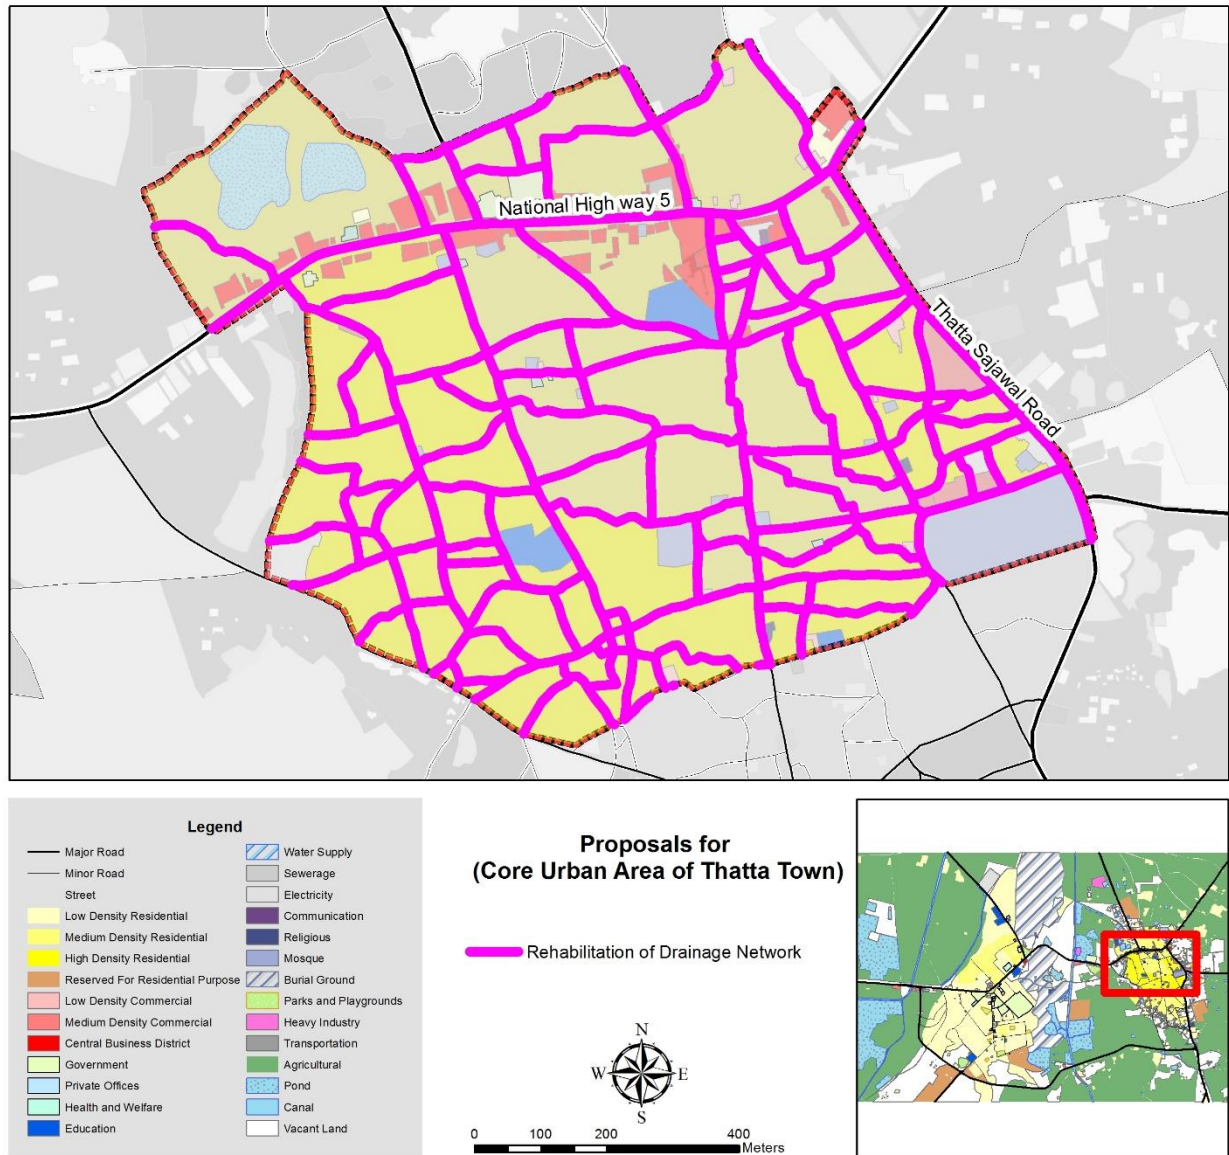 National High way 5
Thatta Sajawal Road
Legend
Major Road
Minor Road
Street
Low Density Residential
Medium Density Residential
High Density Residential
Reserved For Residential Purpose
Low Density Commercial
Medium Density Commercial
Central Business District
Government
Private Offices
Health and Welfare
Education
Water Supply
Sewerage
Electricity
Communication
Religious
Mosque
Burial Ground
Parks and Playgrounds
Heavy Industry
Transportation
Agricultural
Pond
Canal
Vacant Land
Proposals for
(Core Urban Area of Thatta Town)
Rehabilitation of Drainage Network
N
W E
S
0 100 200 400
Meters